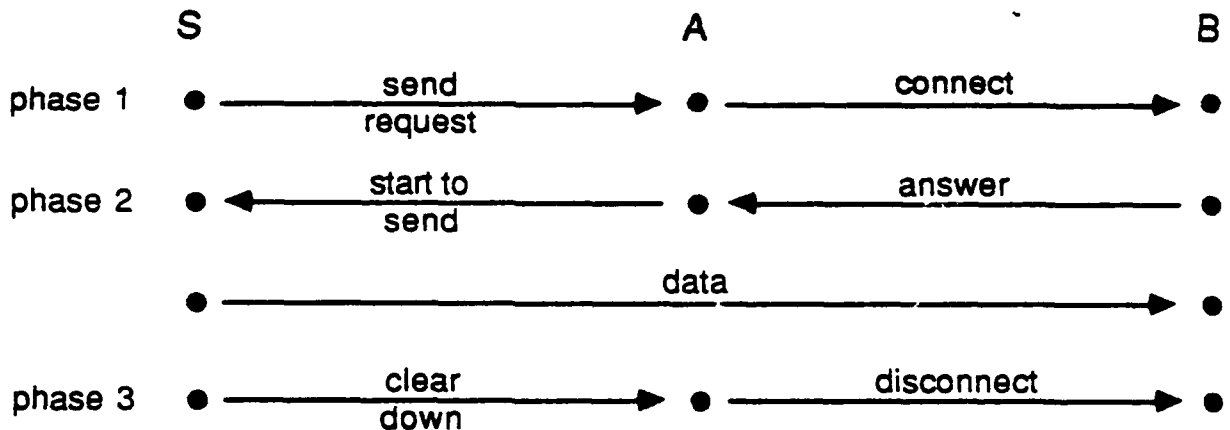 S A B
phase 1 send connect
request
phase 2 start to answer
send
data
phase 3 clear disconnect
down